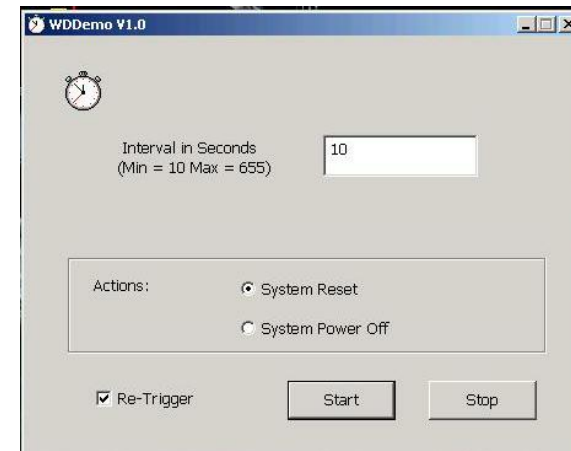 WDDemo V1.0
Interval in Seconds
(Min = 10 Max = 655)
10
Actions:
System Reset
System Power Off
Re-Trigger
Start
Stop